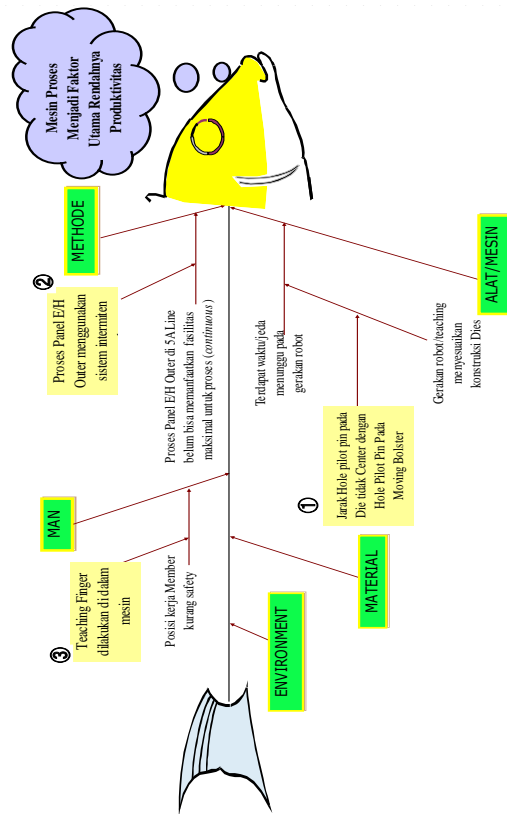 Mesin Proses
Menjadi Faktor
Utama Rendahnya
Produktivitas
METHODE
②
Proses Panel E/H
Outer menggunakan
sistem intermiten
Proses Panel E/H Outer di 5A Line
belum bisa memanfaatkan fasilitas
maksimal untuk proses (continuous)
MAN
③
Teaching Finger
dilakukan di dalam
mesin
Posisi kerja Member
kurang safety
ENVIRONMENT
MATERIAL
①
Jarak Hole pilot pin pada
Die tidak Center dengan
Hole Pilot Pin Pada
Moving Bolster
Terdapat waktu/jeda
menunggu pada
gerakan robot
Gerakan robot/teaching
menyesuaikan
konstruksi Dies
ALAT/MESIN